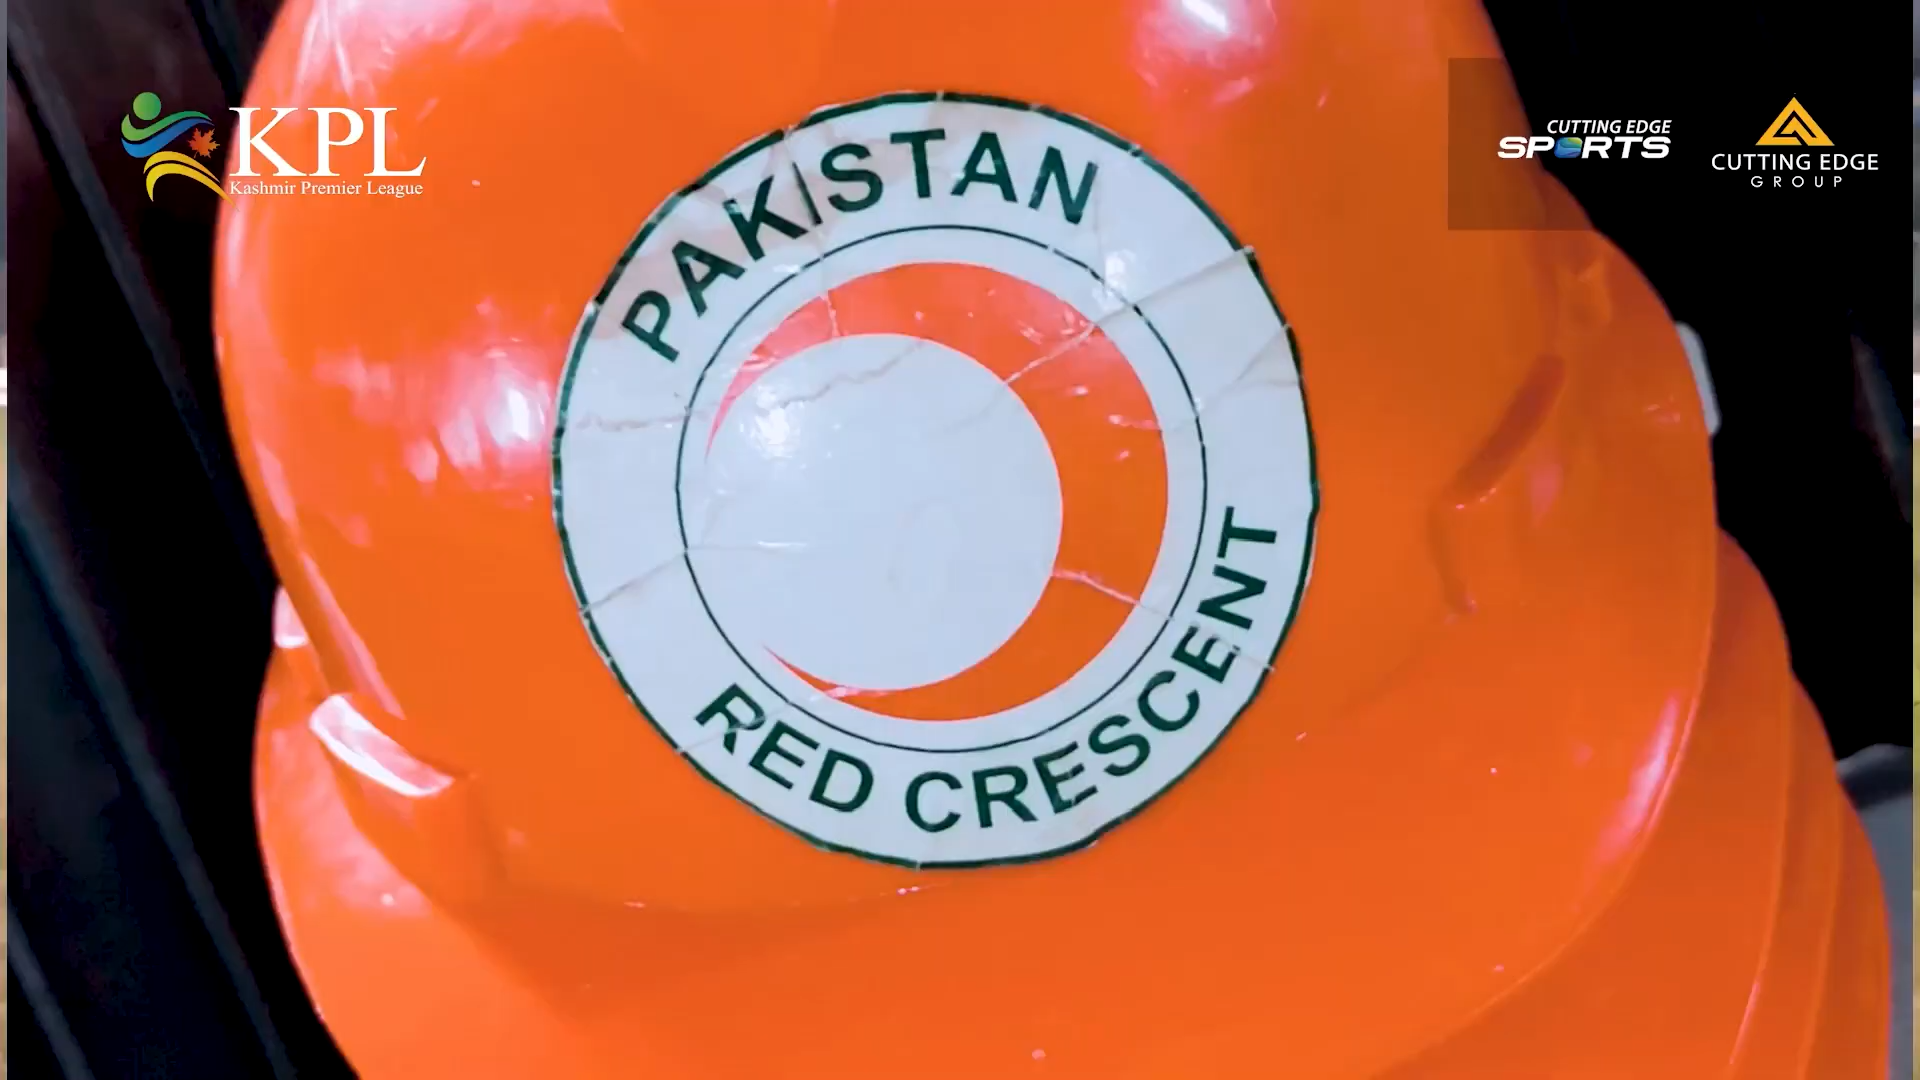 KPL
Kashmir Premier League
CUTTING EDGE
SPORTS
CUTTING EDGE
GROUP
PAKISTAN
RED CRESCENT